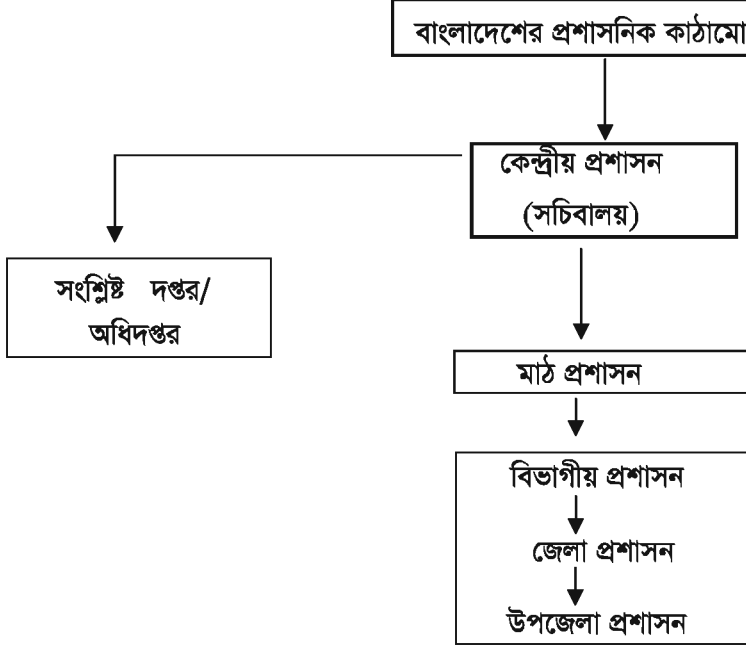 বাংলাদেশের প্রশাসনিক কাঠামো
কেন্দ্রীয় প্রশাসন
(সচিবালয়)
সংশ্লিষ্ট দপ্তর/
অধিদপ্তর
মাঠ প্রশাসন
বিভাগীয় প্রশাসন
জেলা প্রশাসন
উপজেলা প্রশাসন